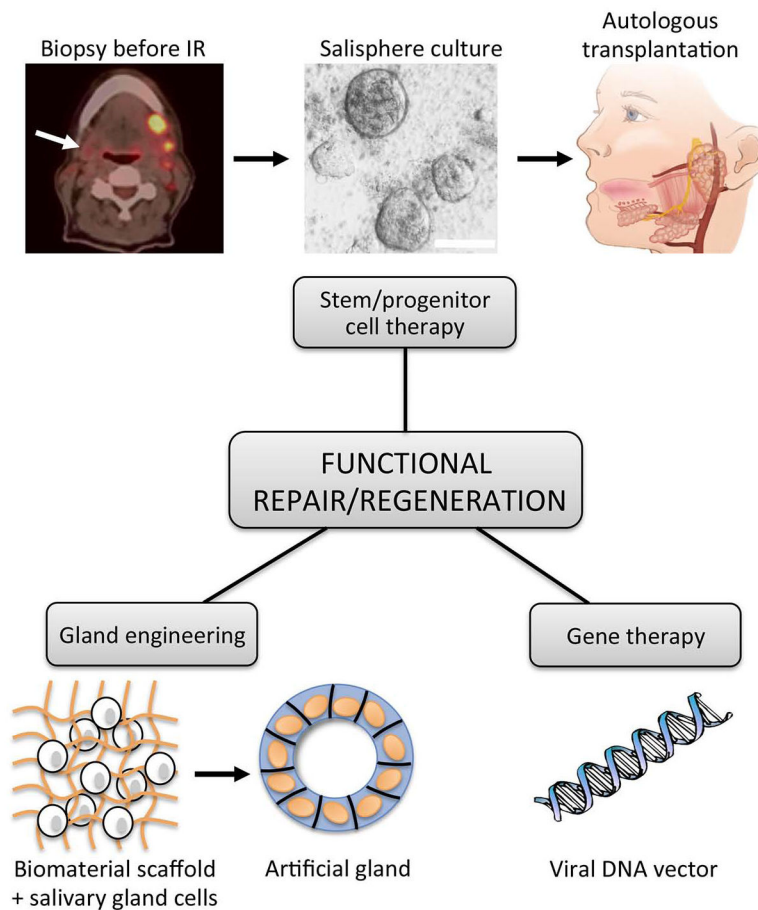 Biopsy before IR
Salisphere culture
Autologous
transplantation
Stem/progenitor
cell therapy
FUNCTIONAL
REPAIR/REGENERATION
Gland engineering
Gene therapy
Biomaterial scaffold
+ salivary gland cells
Artificial gland
Viral DNA vector